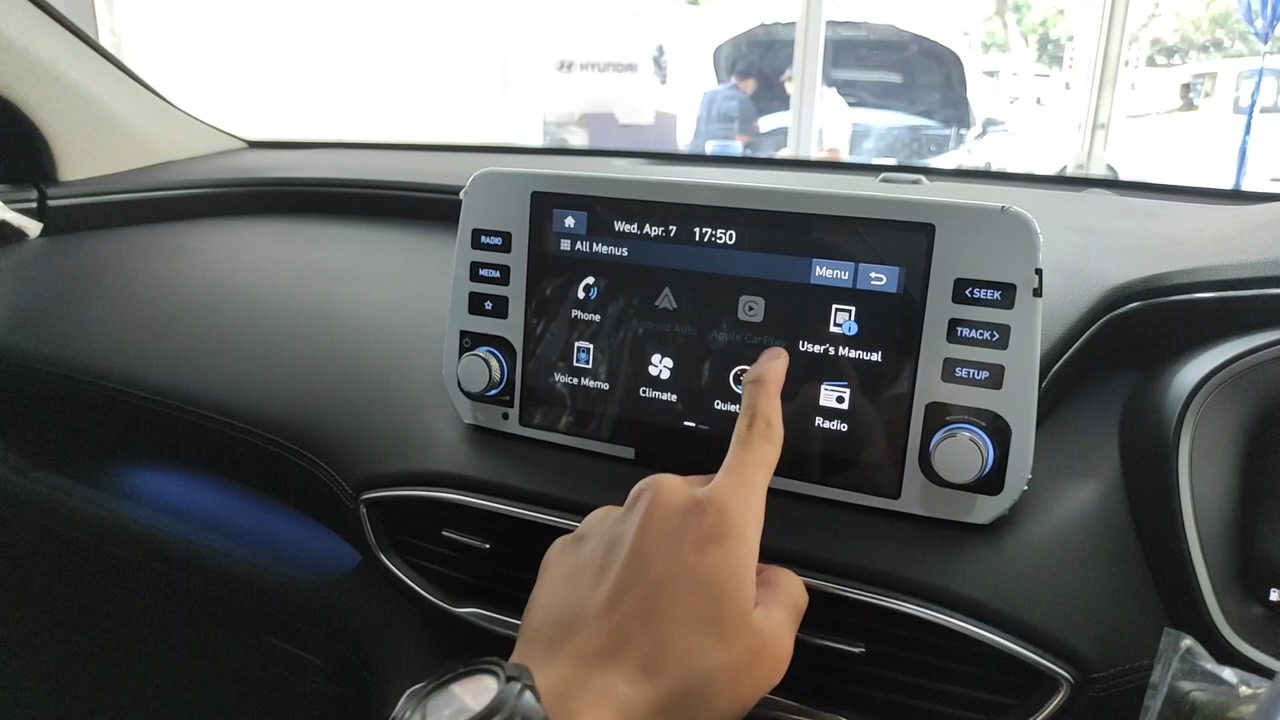 HYUNDAI
RADIO
MEDIA
Wed, Apr. 7 17:50
All Menus
Menu
Phone
Android Auto
Apple CarPlay
User's Manual
Voice Memo
Climate
Quiet
Radio
<SEEK
TRACK>
SETUP